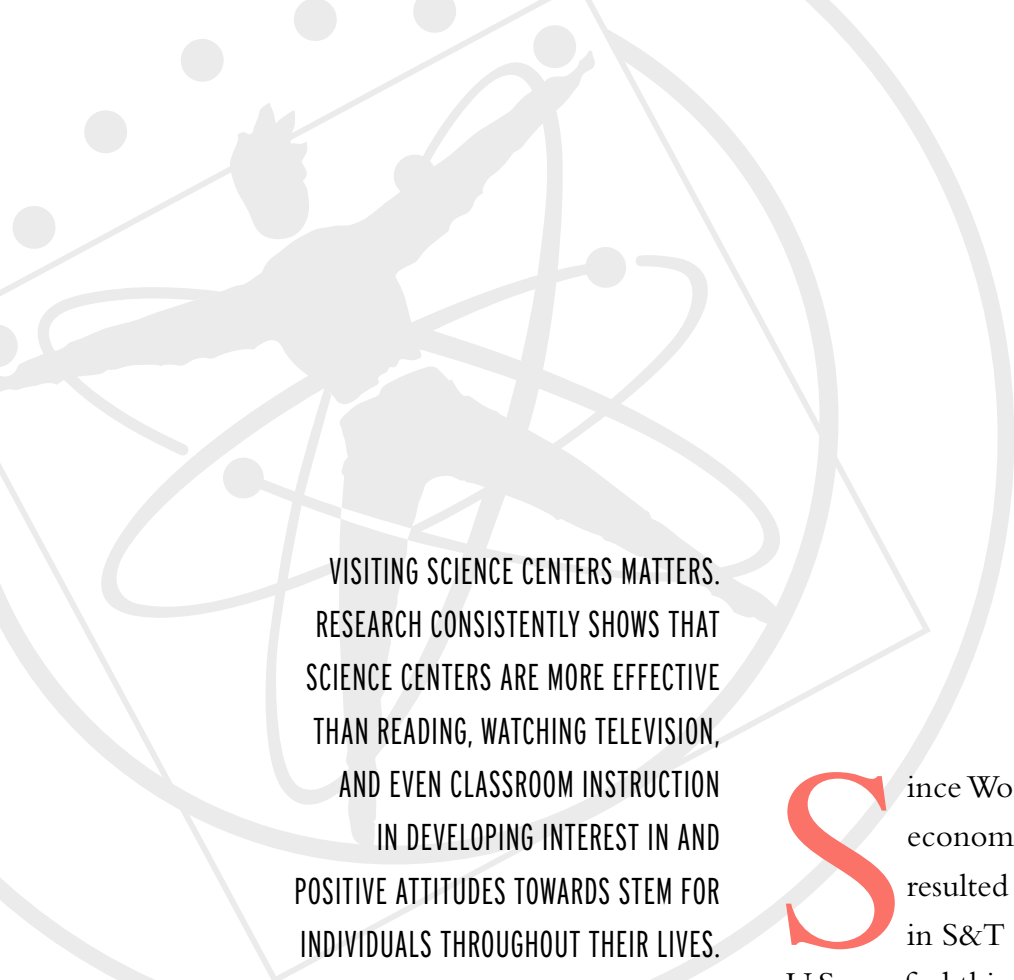 VISITING SCIENCE CENTERS MATTERS.
RESEARCH CONSISTENTLY SHOWS THAT
SCIENCE CENTERS ARE MORE EFFECTIVE
THAN READING, WATCHING TELEVISION,
AND EVEN CLASSROOM INSTRUCTION
IN DEVELOPING INTEREST IN AND
POSITIVE ATTITUDES TOWARDS STEM FOR
INDIVIDUALS THROUGHOUT THEIR LIVES.
Since Wo
econom
resulted
in S&T